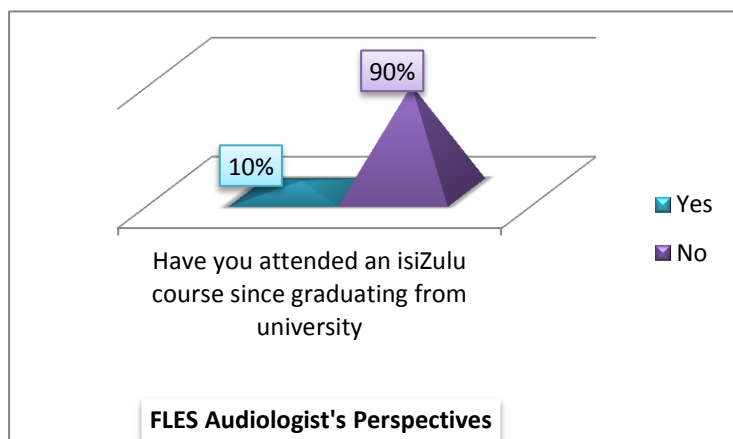 90%
10%
Yes
No
Have you attended an isiZulu
course since graduating from
university
FLES Audiologist's Perspectives